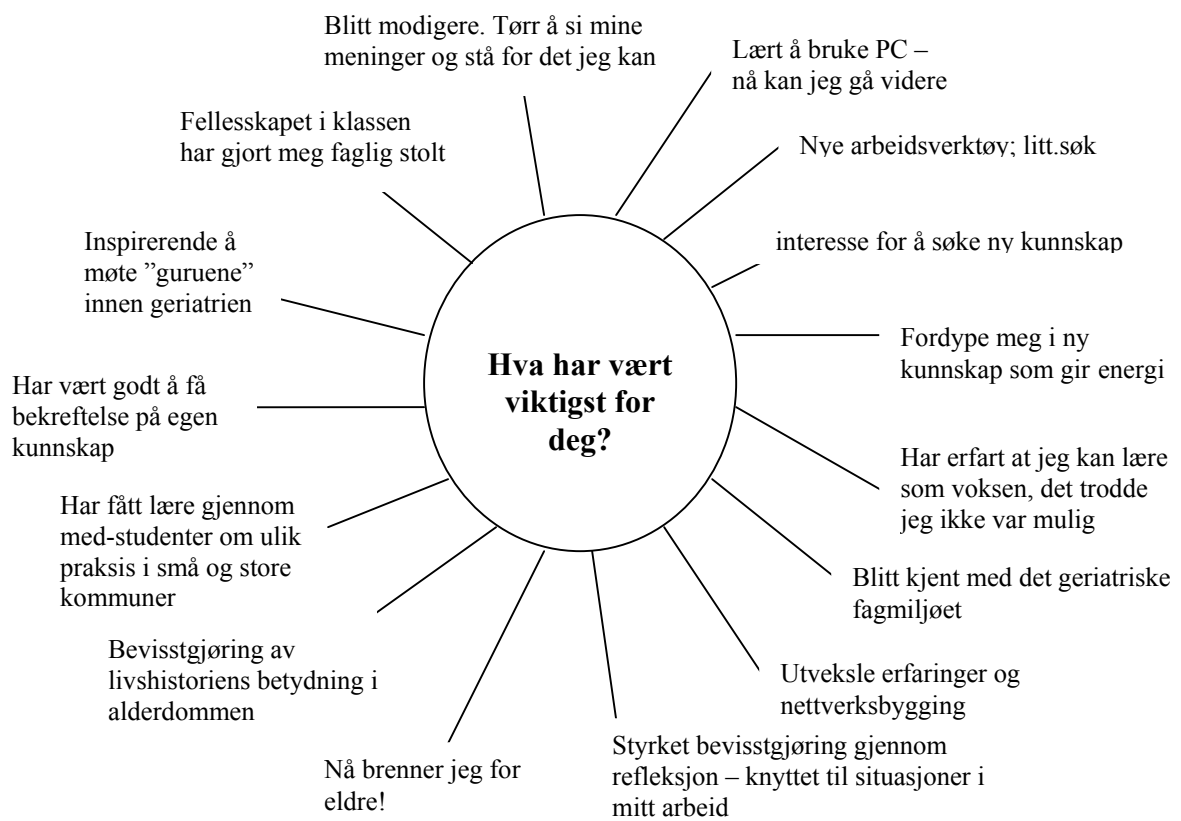 Blitt modigere. Tørr å si mine
meninger og stå for det jeg kan
Lært å bruke PC –
nå kan jeg gå videre
Fellesskapet i klassen
har gjort meg faglig stolt
Nye arbeidsverktøy; litt.søk
Inspirerende å
møte ”guruene”
innen geriatrien
interesse for å søke ny kunnskap
Fordype meg i ny
kunnskap som gir energi
Hva har vært
viktigst for
deg?
Har vært godt å få
bekreftelse på egen
kunnskap
Har erfart at jeg kan lære
som voksen, det trodde
jeg ikke var mulig
Har fått lære gjennom
med-studenter om ulik
praksis i små og store
kommuner
Blitt kjent med det geriatriske
fagmiljøet
Bevisstgjøring av
livshistoriens betydning i
alderdommen
Utveksle erfaringer og
nettverksbygging
Nå brenner jeg for
eldre!
Styrket bevisstgjøring gjennom
refleksjon – knyttet til situasjoner i
mitt arbeid